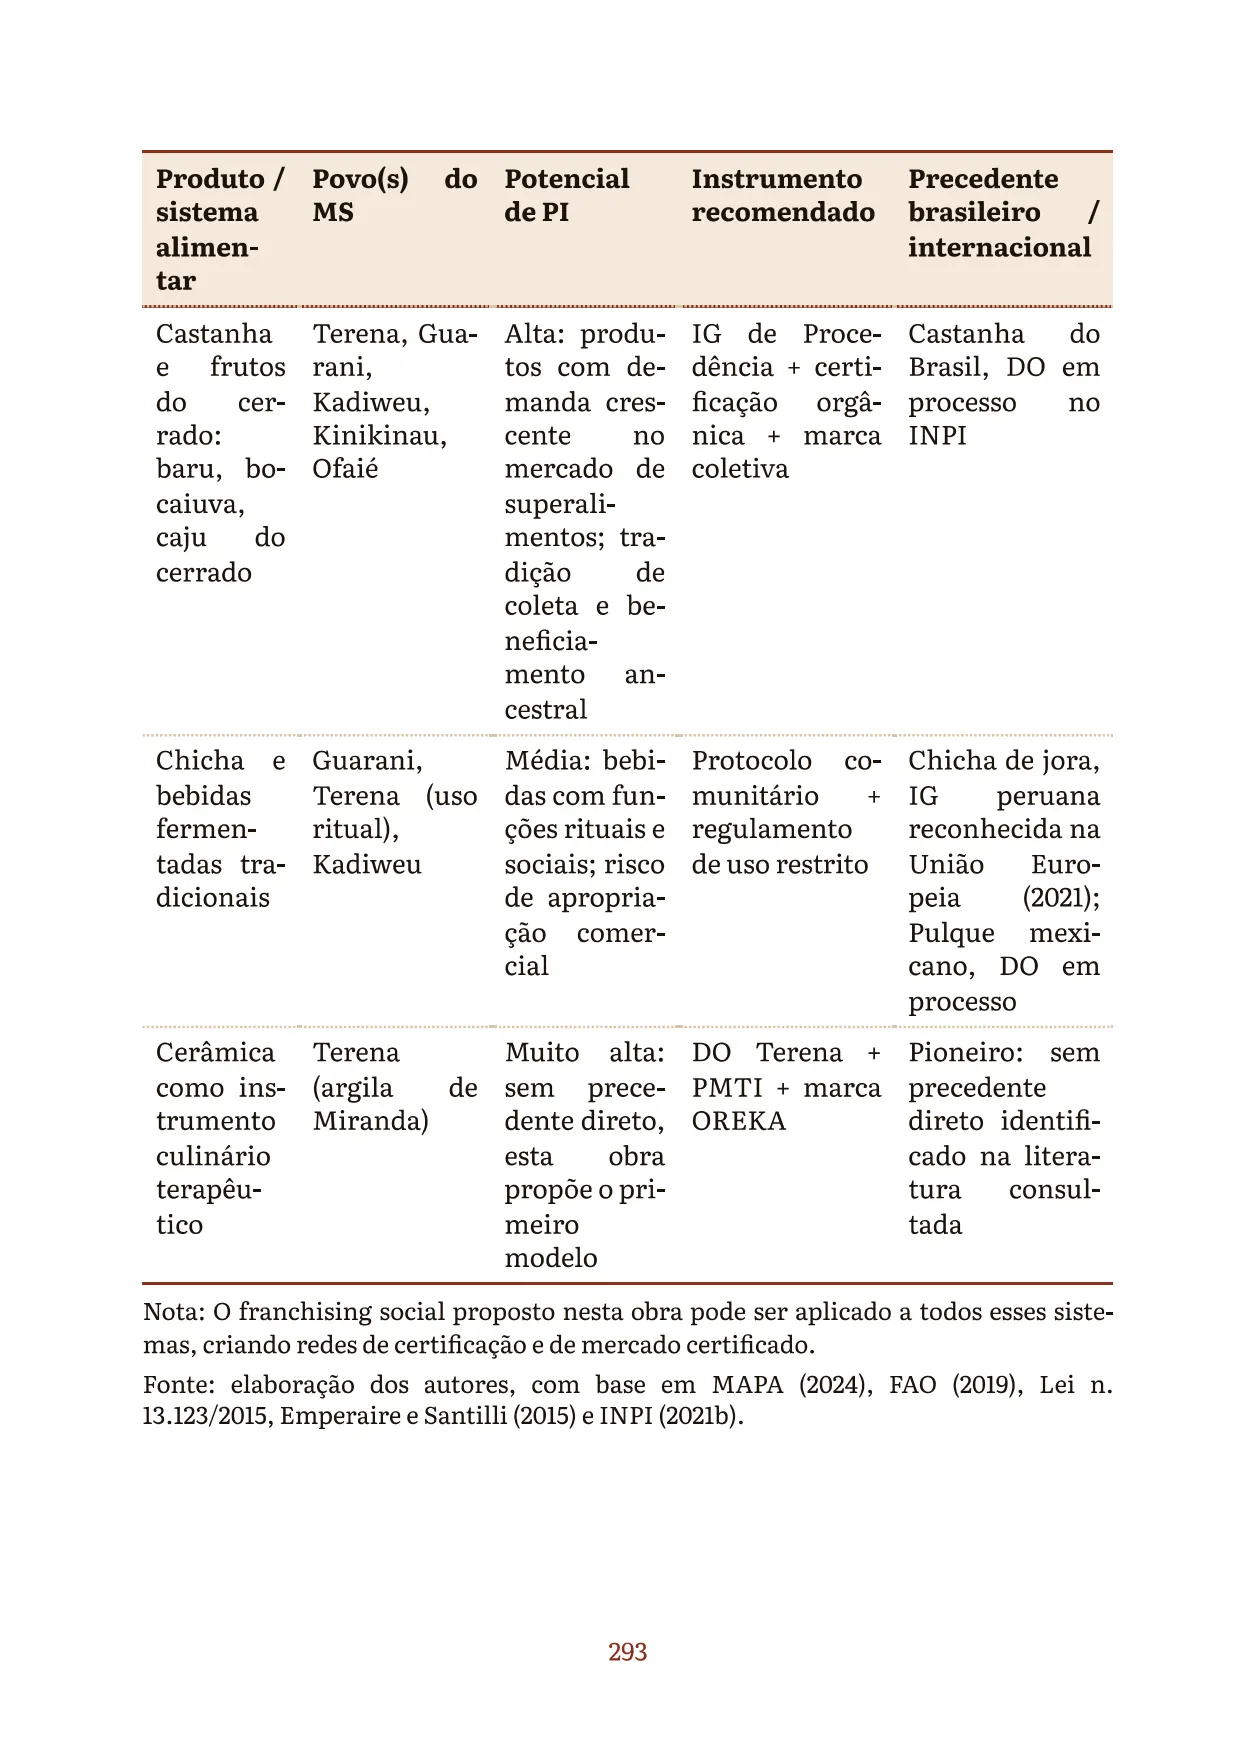 Produto /
sistema
alimen-
tar
Povo(s) do
MS
Potencial
de PI
Instrumento
recomendado
Precedente
brasileiro /
internacional
Castanha
e frutos
do cer-
rado:
baru, bo-
caiuva,
caju do
cerrado
Terena, Gua-
rani,
Kadiweu,
Kinikinau,
Ofaié
Alta: produ-
tos com de-
manda cres-
cente no
mercado de
superali-
mentos; tra-
dição de
coleta e be-
neficia-
mento an-
cestral
IG de Proce-
dência + certi-
ficação orgâ-
nica + marca
coletiva
Castanha do
Brasil, DO em
processo no
INPI
Chicha e
bebidas
fermen-
tadas tra-
dicionais
Guarani,
Terena (uso
ritual),
Kadiweu
Média: bebi-
das com fun-
ções rituais e
sociais; risco
de apropria-
ção comer-
cial
Protocolo co-
munitário +
regulamento
de uso restrito
Chicha de jora,
IG peruana
reconhecida na
União Euro-
peia (2021);
Pulque mexi-
cano, DO em
processo
Cerâmica
como ins-
trumento
culinário
terapêu-
tico
Terena
(argila de
Miranda)
Muito alta:
sem prece-
dente direto,
esta obra
propõe o pri-
meiro
modelo
DO Terena +
PMTI + marca
OREKA
Pioneiro: sem
precedente
direto identifi-
cado na litera-
tura consul-
tada
Nota: O franchising social proposto nesta obra pode ser aplicado a todos esses siste-
mas, criando redes de certificação e de mercado certificado.
Fonte: elaboração dos autores, com base em MAPA (2024), FAO (2019), Lei n.
13.123/2015, Emperaire e Santilli (2015) e INPI (2021b).
293